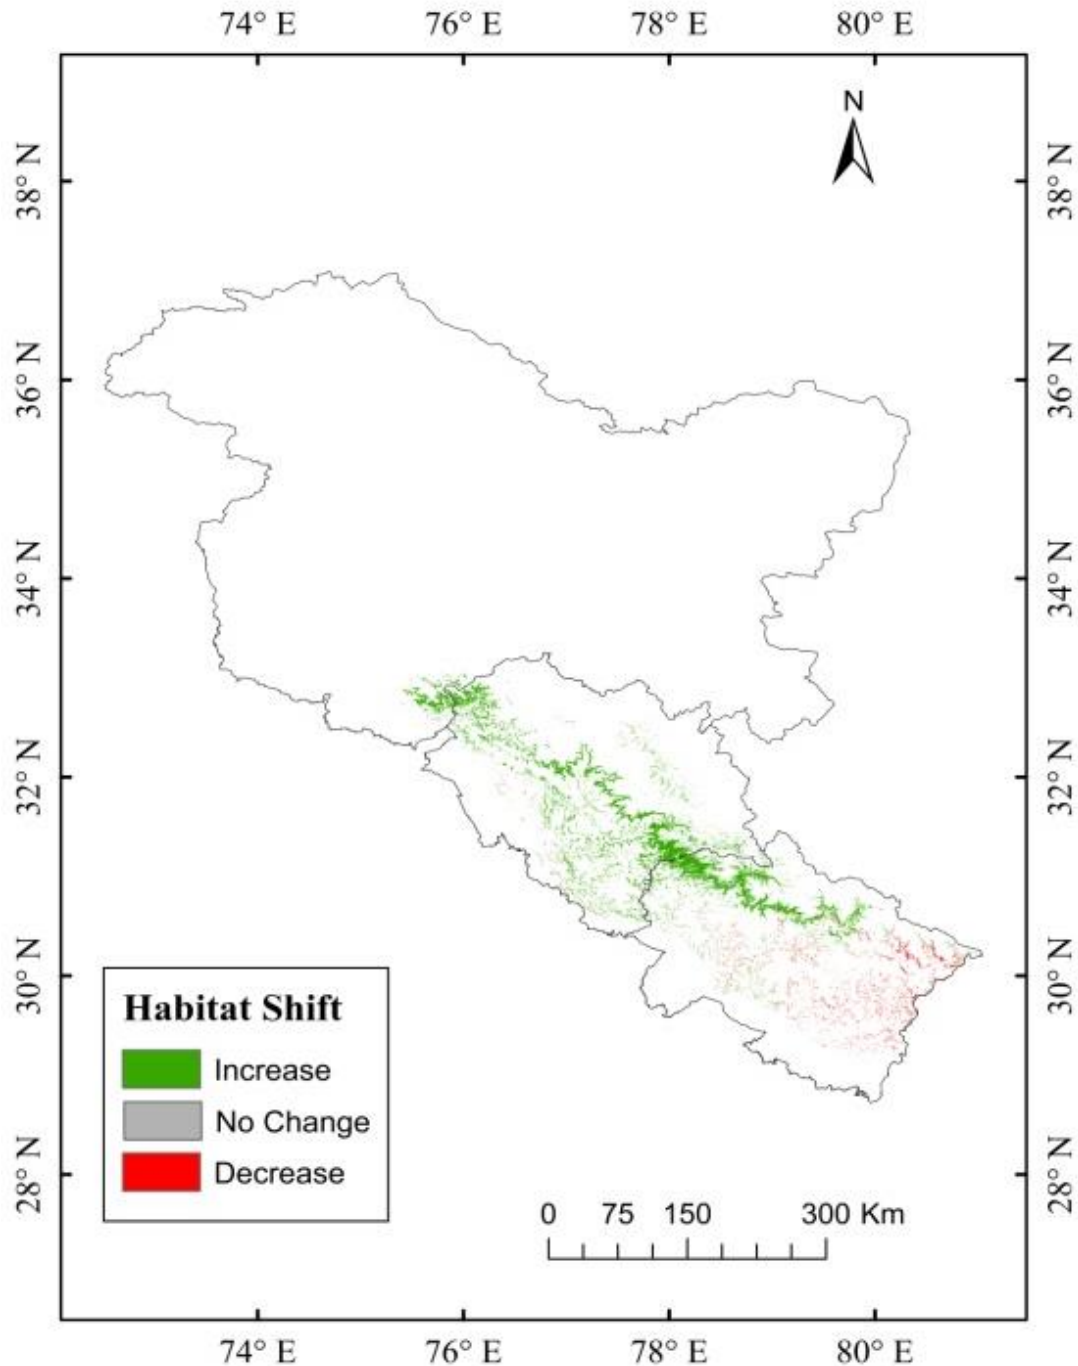 74° E 76° E 78° E 80° E
N
38° N 38° N
36° N 36° N
34° N 34° N
32° N 32° N
30° N 30° N
28° N 28° N
Habitat Shift
Increase
No Change
Decrease
0 75 150 300 Km
74° E 76° E 78° E 80° E